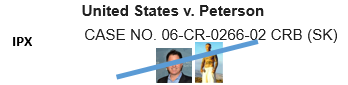 United States v. Peterson
IPX CASE NO. 06-CR-0266-02 CRB (SK)